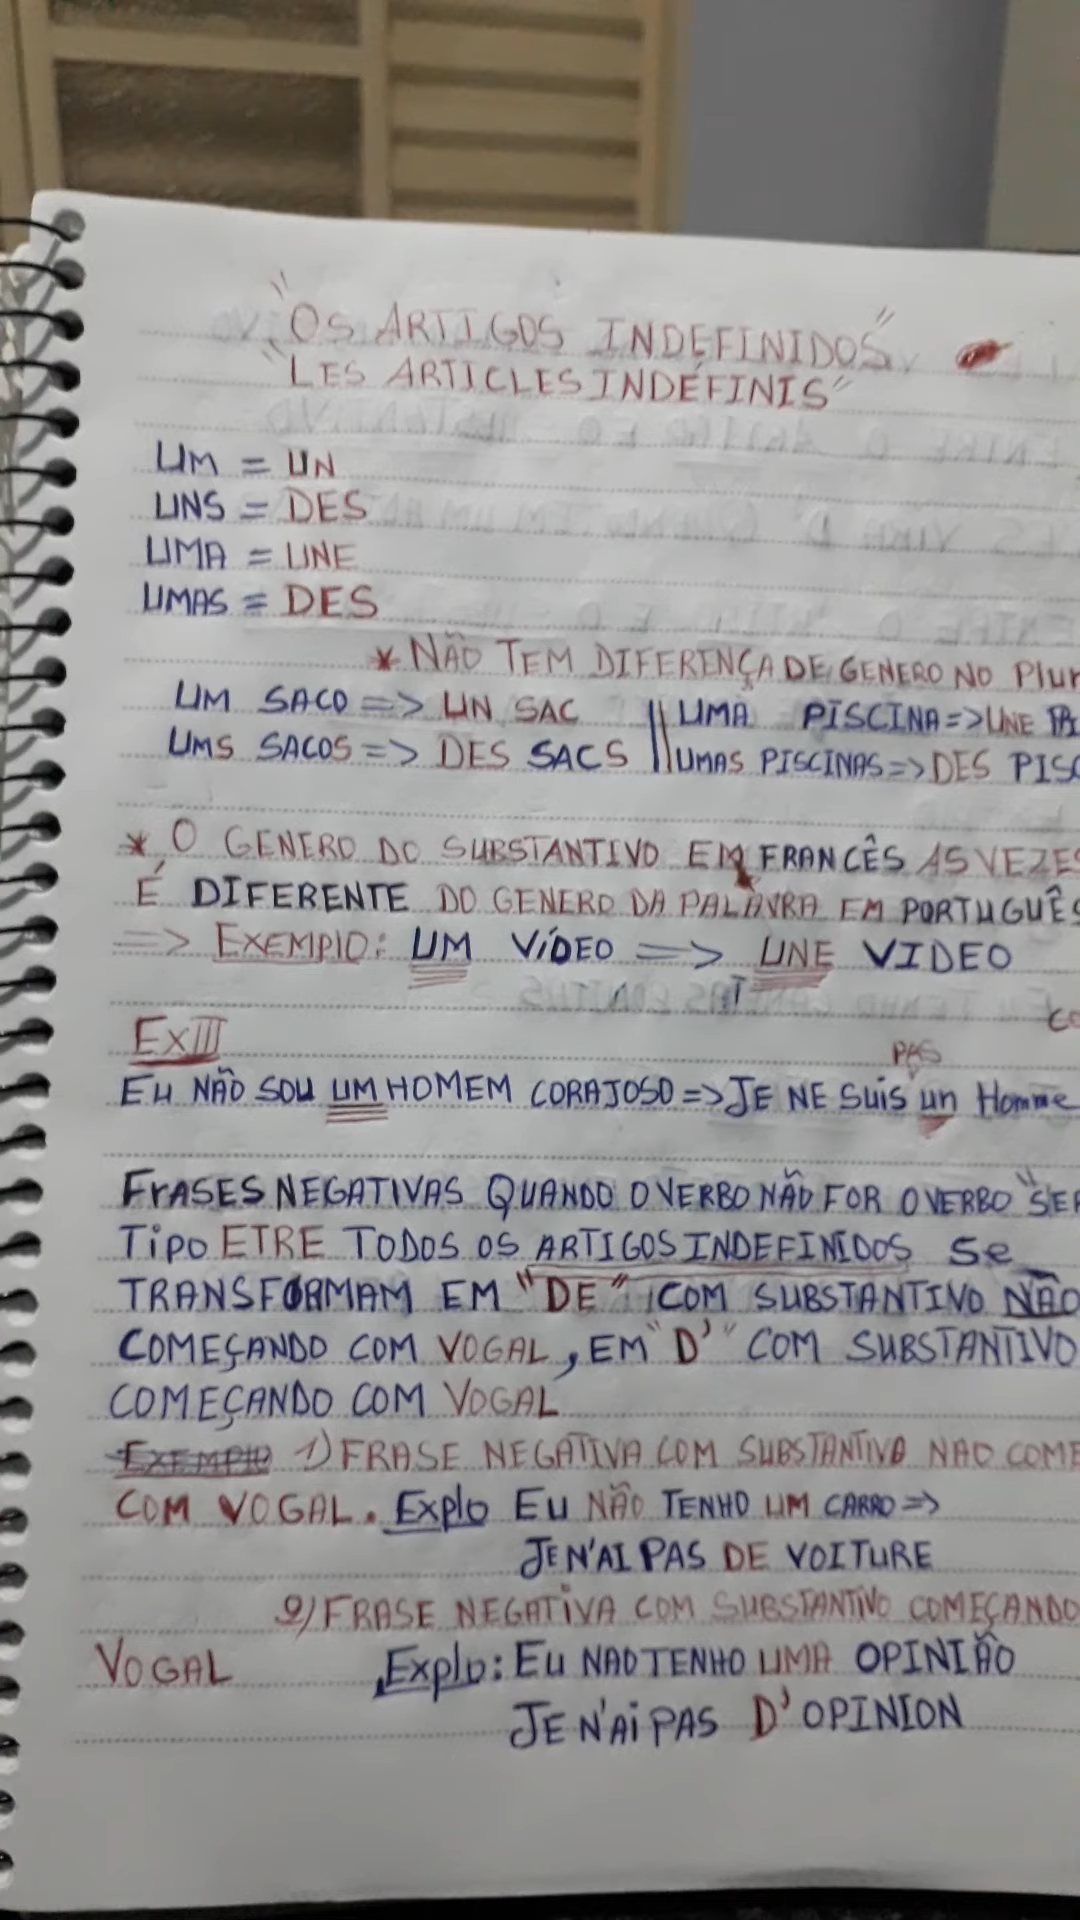 "OS ARTIGOS INDEFINIDOS"
"LES ARTICLES INDÉFINIS"
UM = UN
UNS = DES
UMA = UNE
UMAS = DES
* NÃO TEM DIFERENÇA DE GENERO NO Plur
UM SACO => UN SAC || UMA PISCINA => UNE
UMS SACOS => DES SACS || UMAS PISCINAS => DES PISC
* O GENERO DO SUBSTANTIVO EM FRANCÊS AS VEZES
É DIFERENTE DO GENERO DA PALAVRA EM PORTUGUÊS
=> EXEMPlO: UM VÍDEO => UNE VIDEO
EXIII
PAS
EU NÃO SOU UM HOMEM CORAJOSO => JE NE SUIS un Homme
FRASES NEGATIVAS QUANDO O VERBO NÃO FOR O VERBO "SER
TIPO ETRE TODOS OS ARTIGOS INDEFINIDOS Se
TRANSFORMAM EM "DE" COM SUBSTANTIVO NÃO
COMEÇANDO COM VOGAL, EM "D'" COM SUBSTANTIVO
COMEÇANDO COM VOGAL
EXEMPlO 1) FRASE NEGATIVA COM SUBSTANTIVO NAO COME
COM VOGAL. Explo EU NÃO TENHO UM CARRO =>
JE N'AI PAS DE VOITURE
2) FRASE NEGATIVA COM SUBSTANTIVO COMEÇANDO
VOGAL Explo: EU NAO TENHO UMA OPINIÃO
JE N'Ai PAS D'OPINION